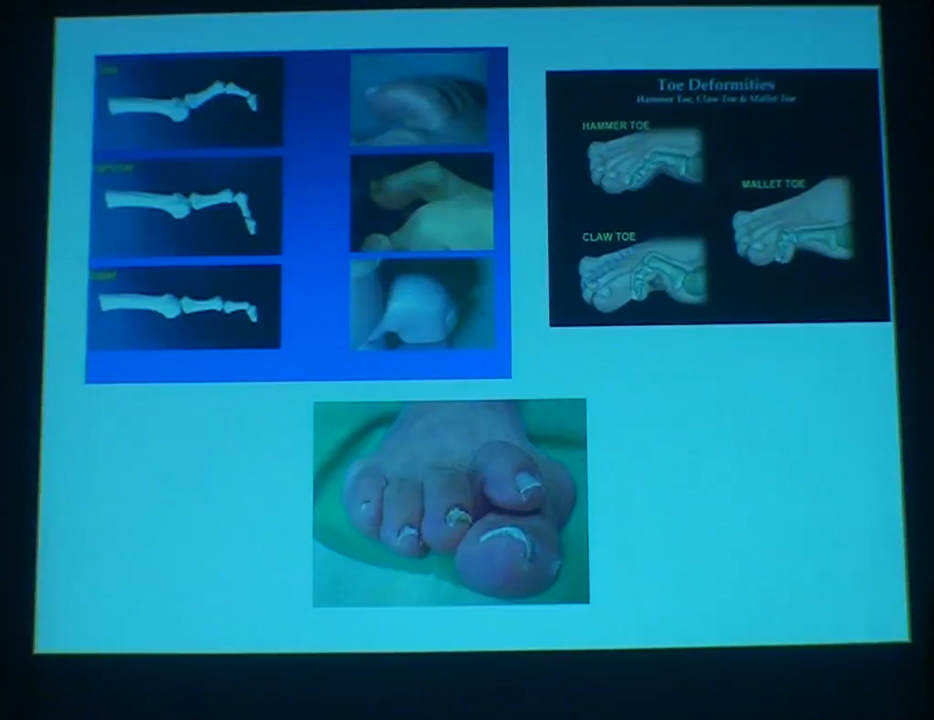 Toe Deformities
Hammer Toe, Claw Toe & Mallet Toe
HAMMER TOE
MALLET TOE
CLAW TOE